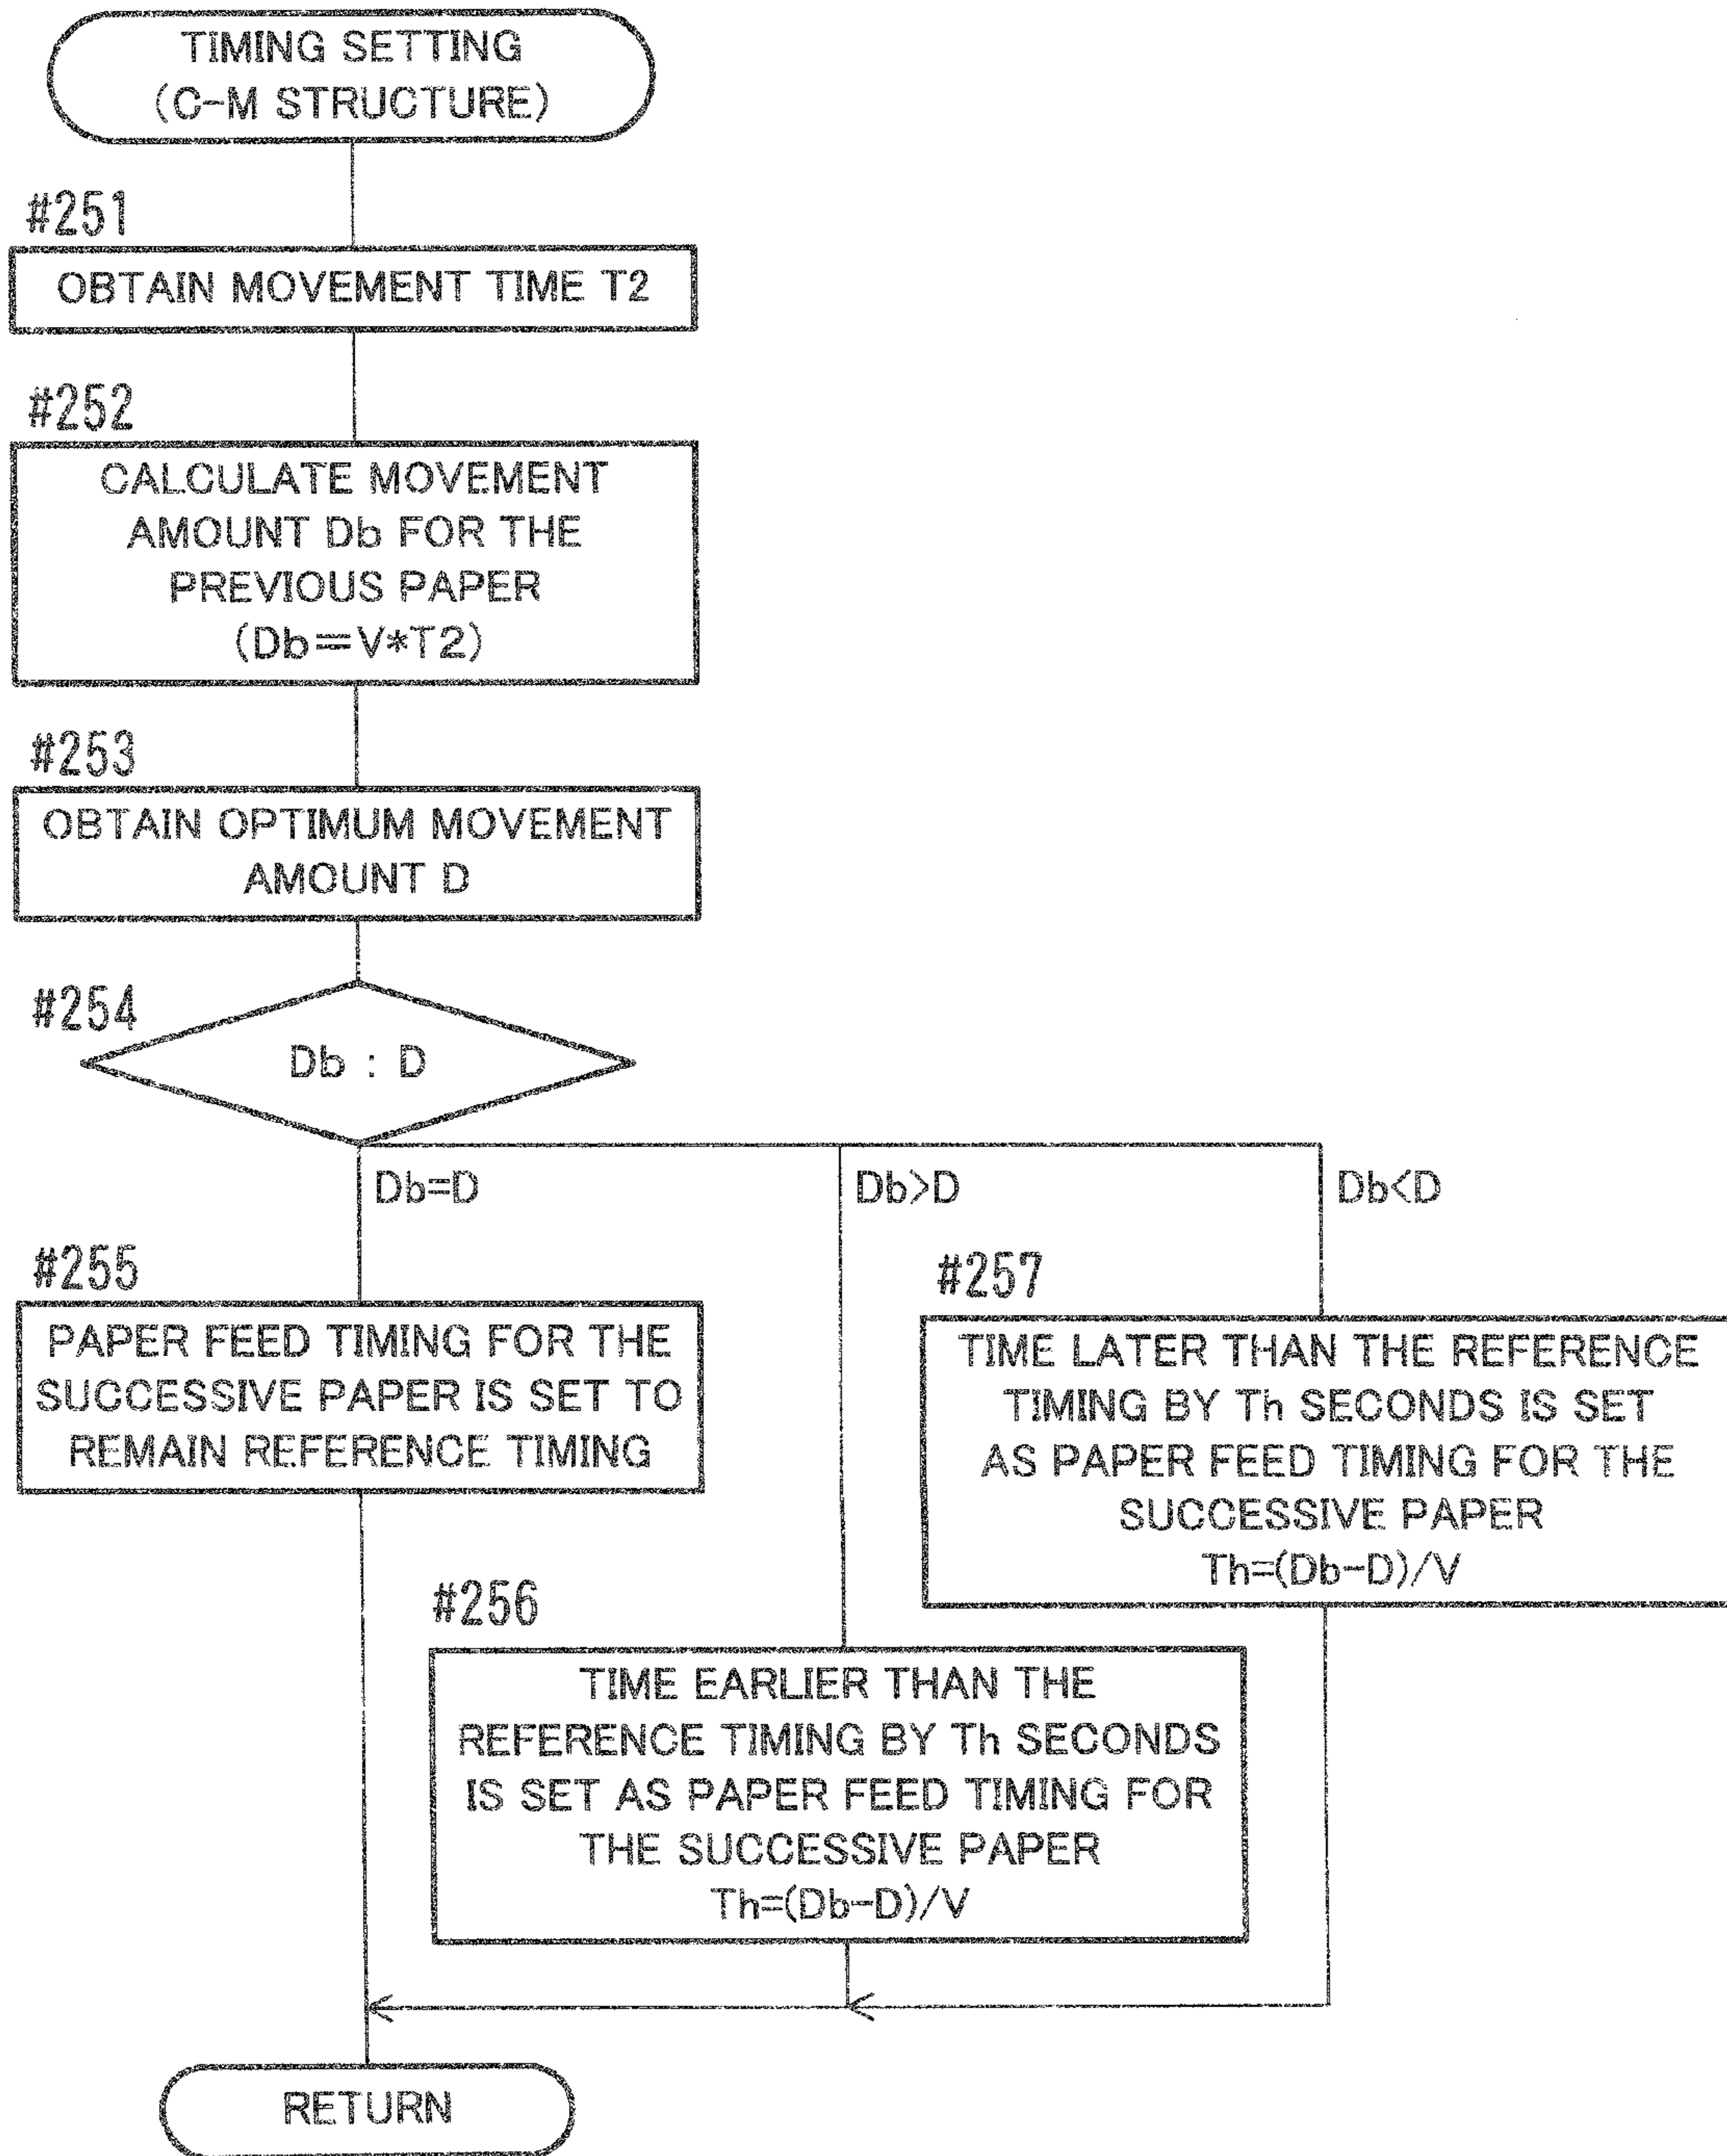 TIMING SETTING
(C-M STRUCTURE)
#251
OBTAIN MOVEMENT TIME T2
#252
CALCULATE MOVEMENT
AMOUNT Db FOR THE
PREVIOUS PAPER
(Db=V*T2)
#253
OBTAIN OPTIMUM MOVEMENT
AMOUNT D
#254
Db : D
Db=D
Db>D
Db<D
#255
PAPER FEED TIMING FOR THE
SUCCESSIVE PAPER IS SET TO
REMAIN REFERENCE TIMING
#257
TIME LATER THAN THE REFERENCE
TIMING BY Th SECONDS IS SET
AS PAPER FEED TIMING FOR THE
SUCCESSIVE PAPER
Th=(Db-D)/V
#256
TIME EARLIER THAN THE
REFERENCE TIMING BY Th SECONDS
IS SET AS PAPER FEED TIMING FOR
THE SUCCESSIVE PAPER
Th=(Db-D)/V
RETURN